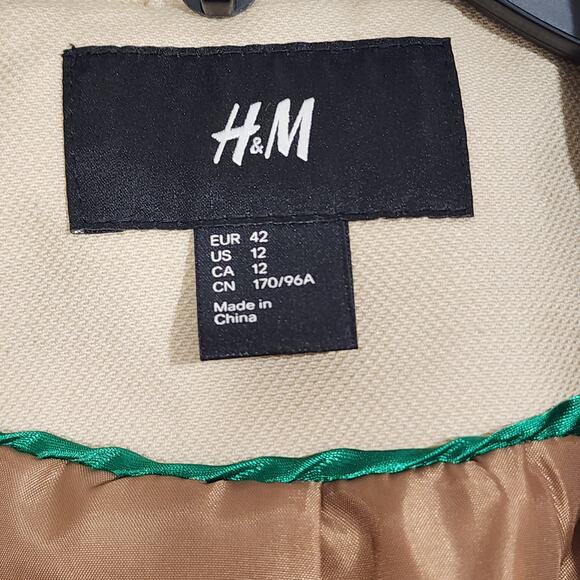 H&M
EUR 42
US 12
CA 12
CN 170/96A
Made in
China